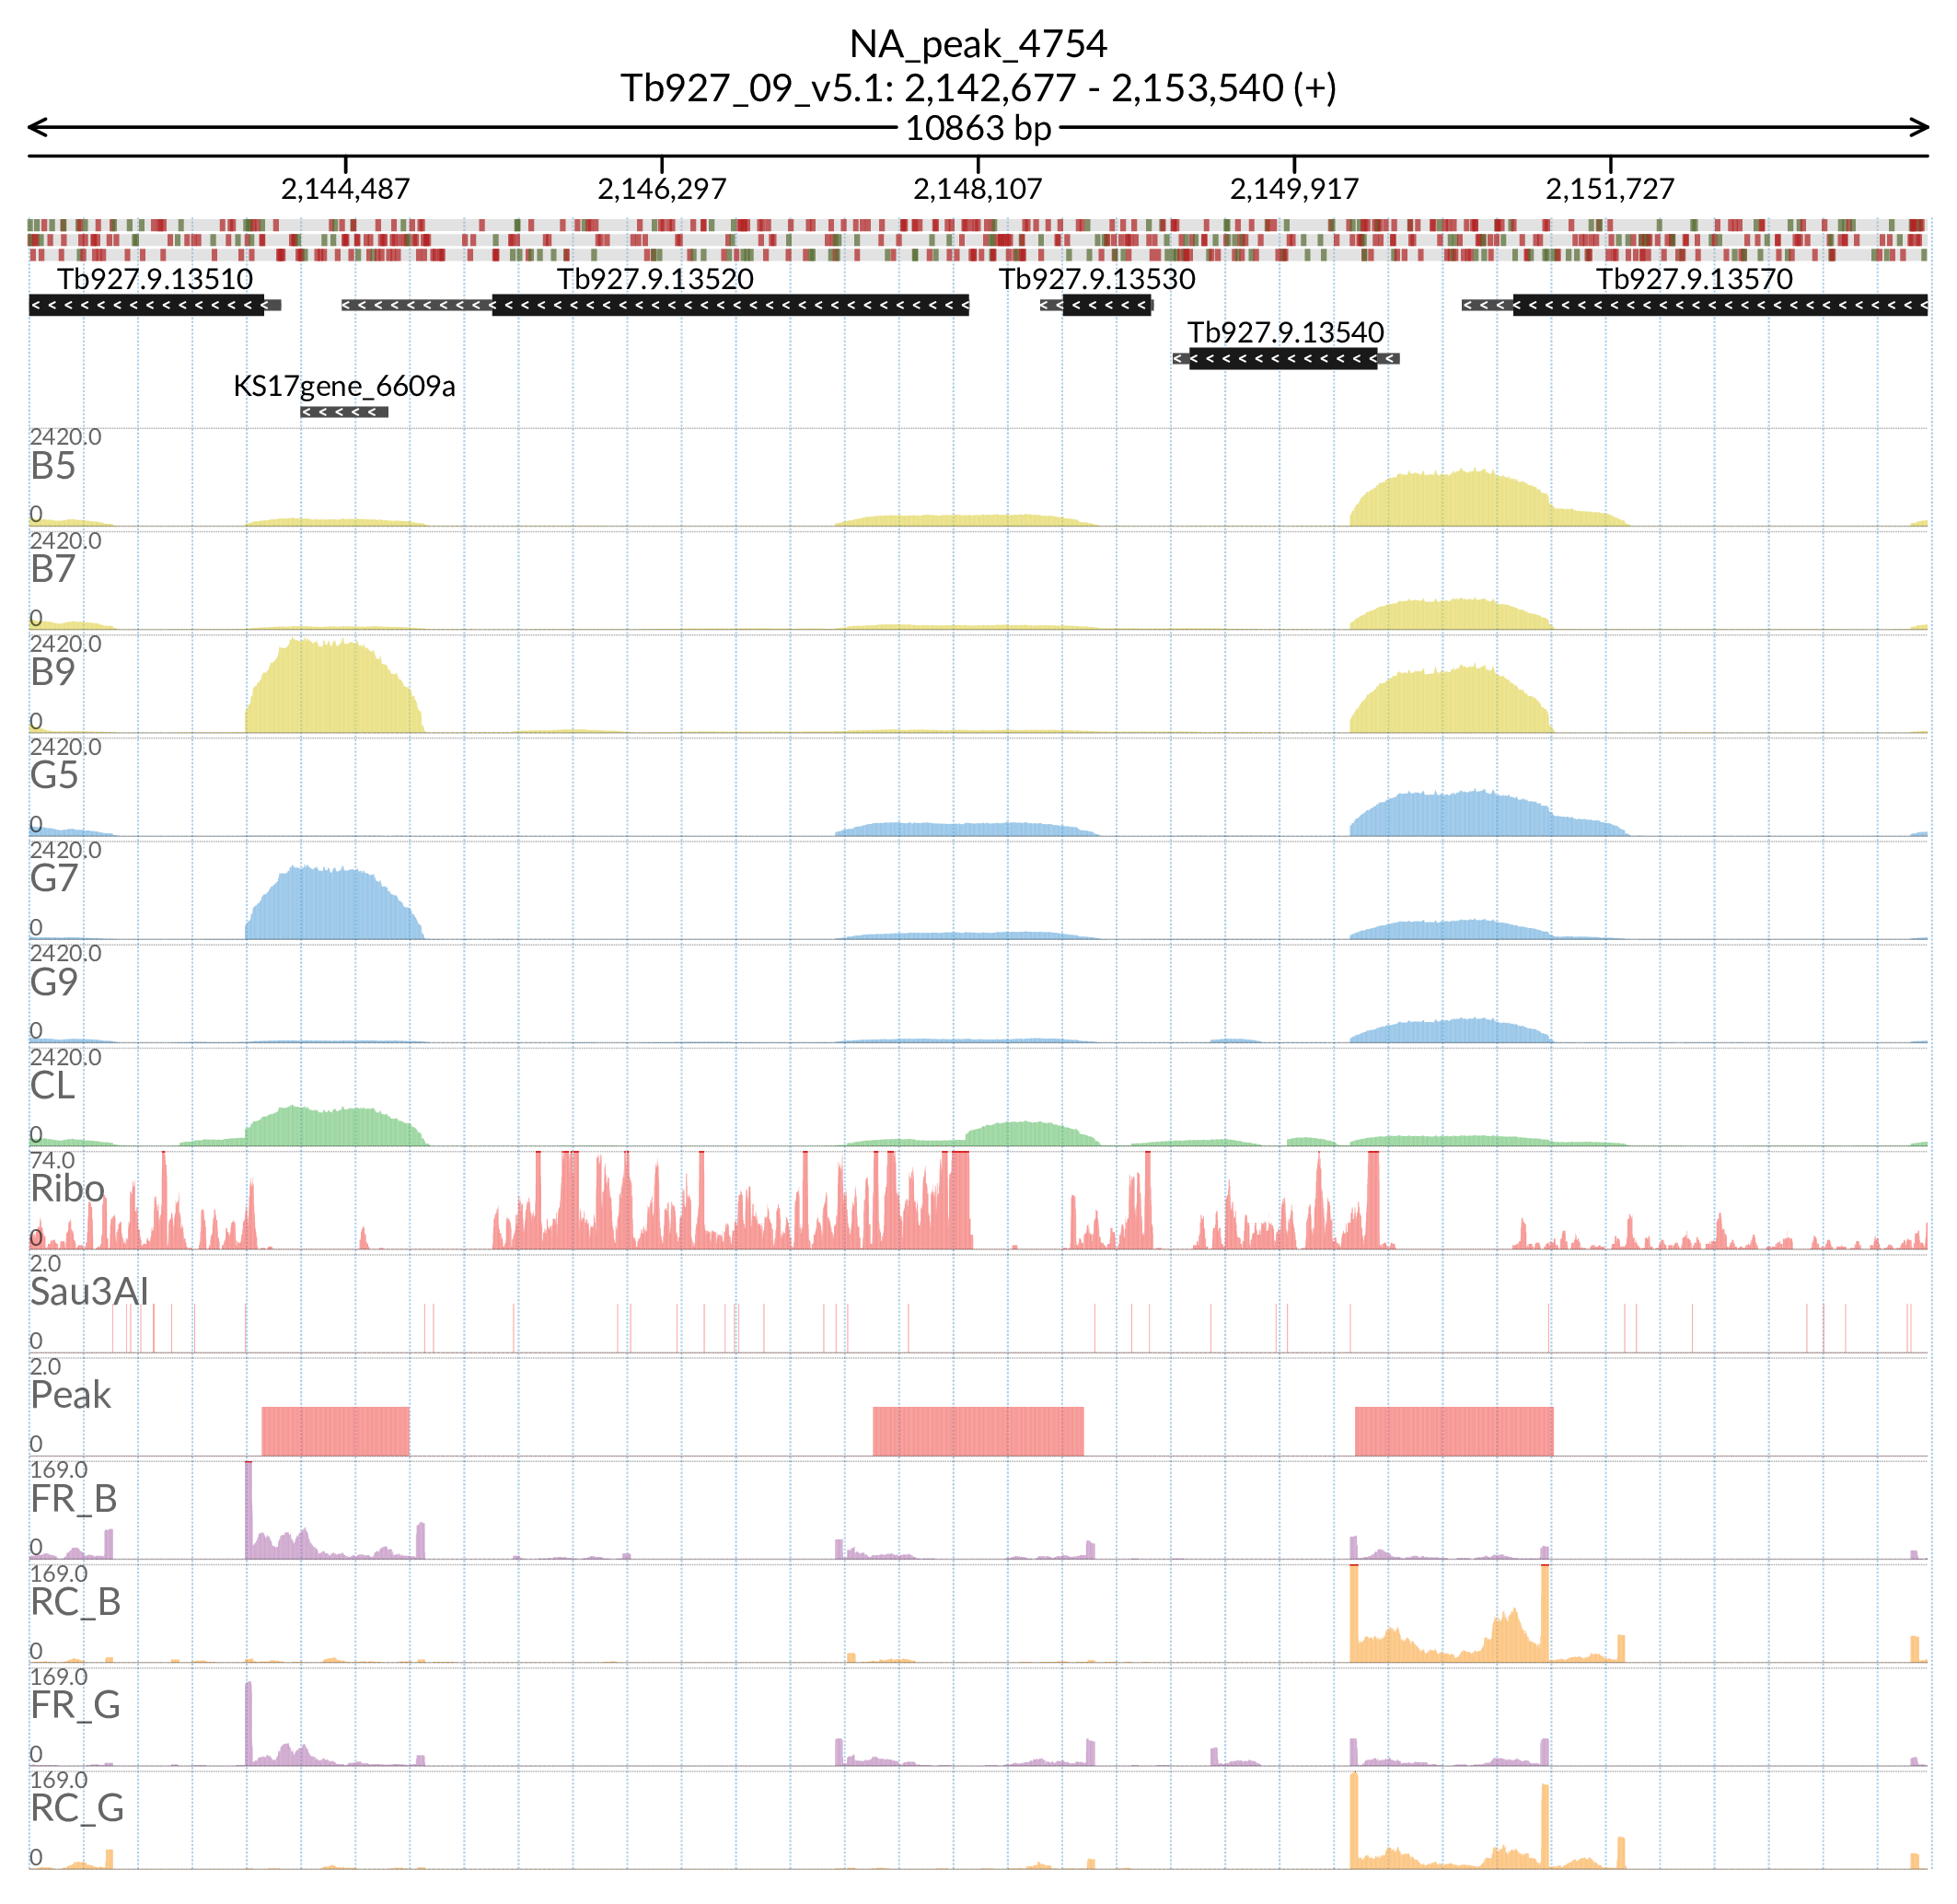 NA_peak_4754
Tb927_09_v5.1: 2,142,677 - 2,153,540 (+)
10863 bp
2,144,487 2,146,297 2,148,107 2,149,917 2,151,727
Tb927.9.13510 Tb927.9.13520 Tb927.9.13530 Tb927.9.13570
Tb927.9.13540
KS17gene_6609a
2420.0
B5
0
2420.0
B7
0
2420.0
B9
0
2420.0
G5
0
2420.0
G7
0
2420.0
G9
0
2420.0
CL
0
74.0
Ribo
0
2.0
Sau3AI
0
2.0
Peak
0
169.0
FR_B
0
169.0
RC_B
0
169.0
FR_G
0
169.0
RC_G
0